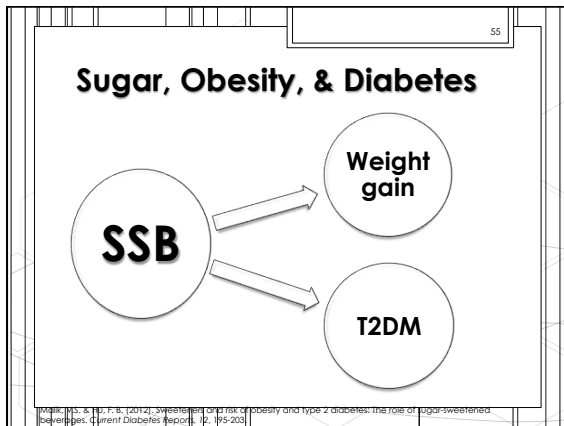 55
Sugar, Obesity, & Diabetes
Weight
gain
SSB
T2DM
Malik, V.S. & Hu, F. B. (2012). Sweeteners and risk of obesity and type 2 diabetes: The role of sugar-sweetened
beverages. Current Diabetes Reports, 12, 195-203.